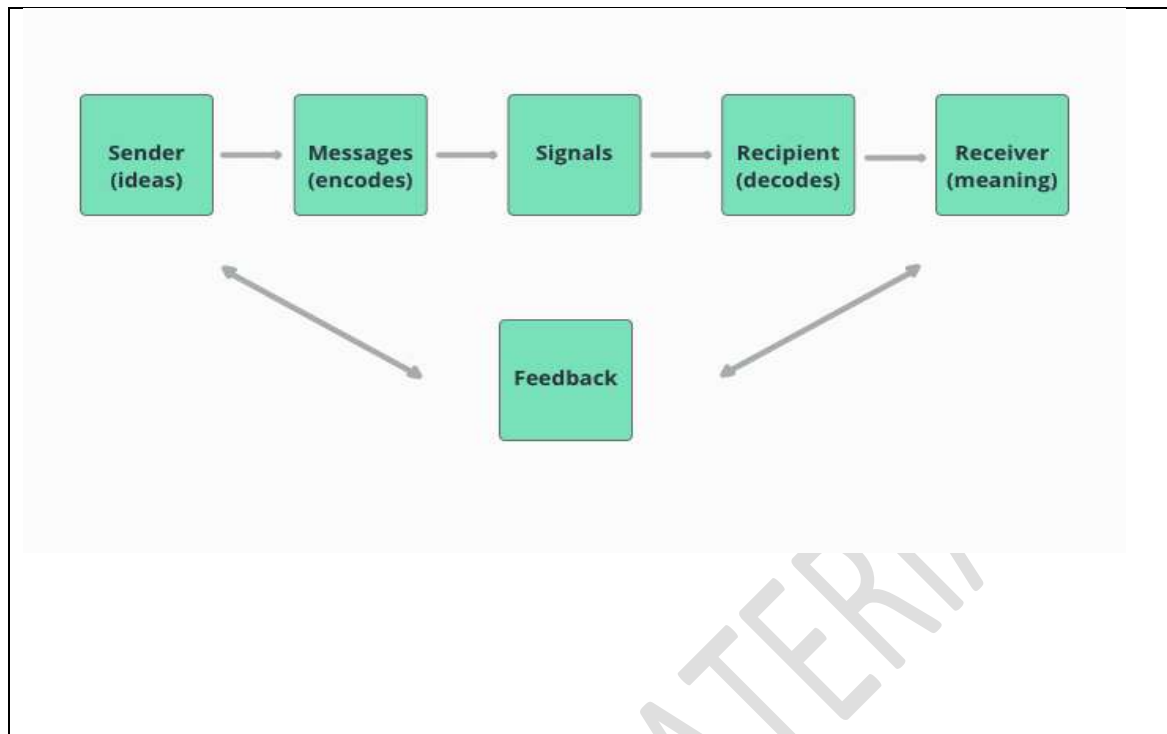 Sender
(ideas)
Messages
(encodes)
Signals
Recipient
(decodes)
Receiver
(meaning)
Feedback